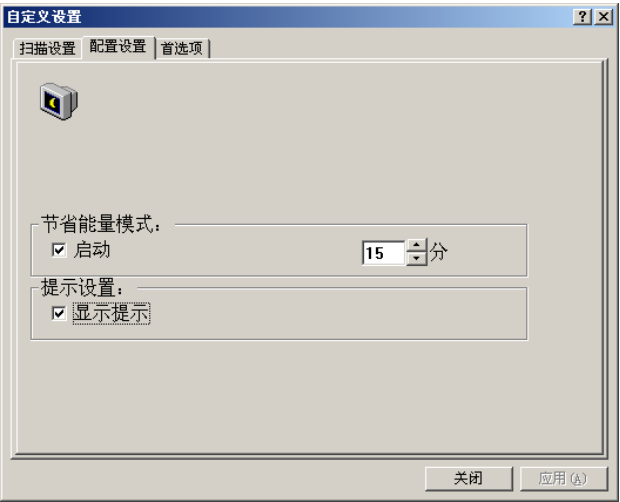 自定义设置
扫描设置 配置设置 首选项
节省能量模式：
启动 15 分
提示设置：
显示提示
关闭 应用(A)